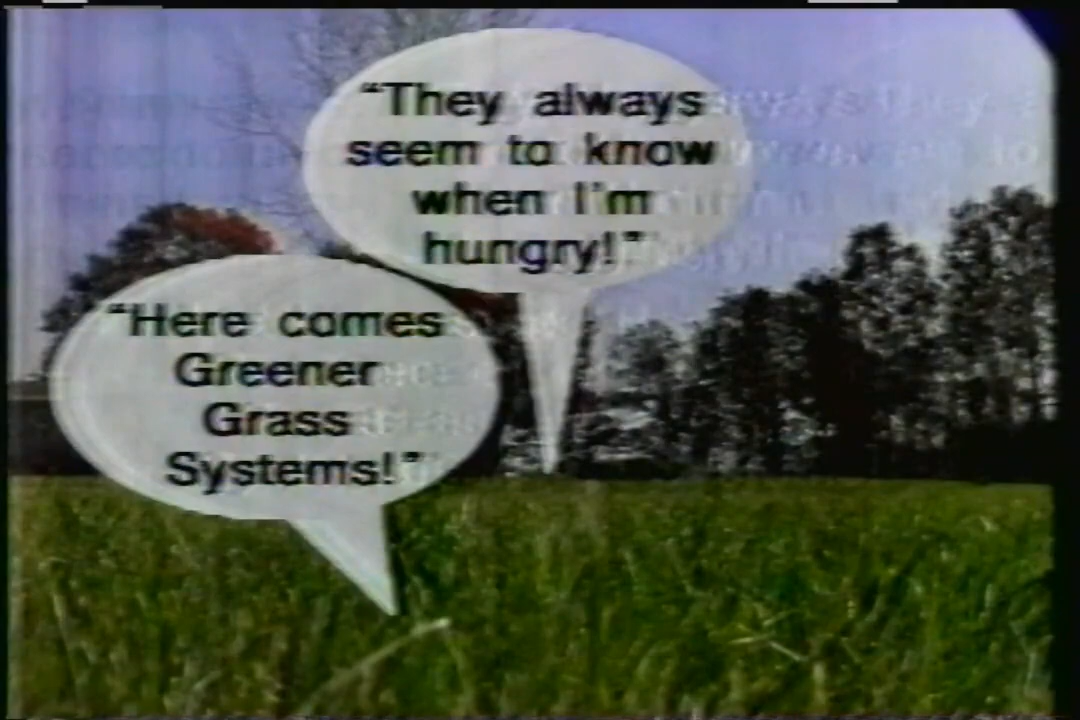 “They always
seem to know
when I'm
hungry!”
“Here comes
Greener
Grass
Systems!”